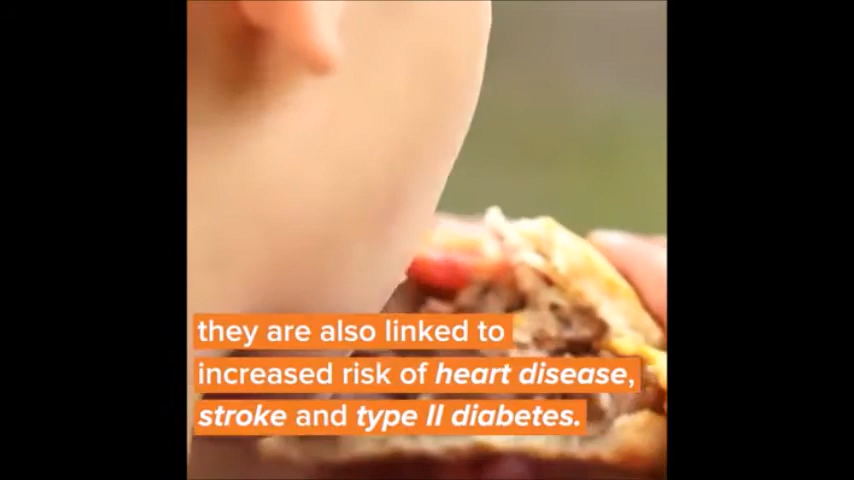 they are also linked to
increased risk of heart disease,
stroke and type II diabetes.